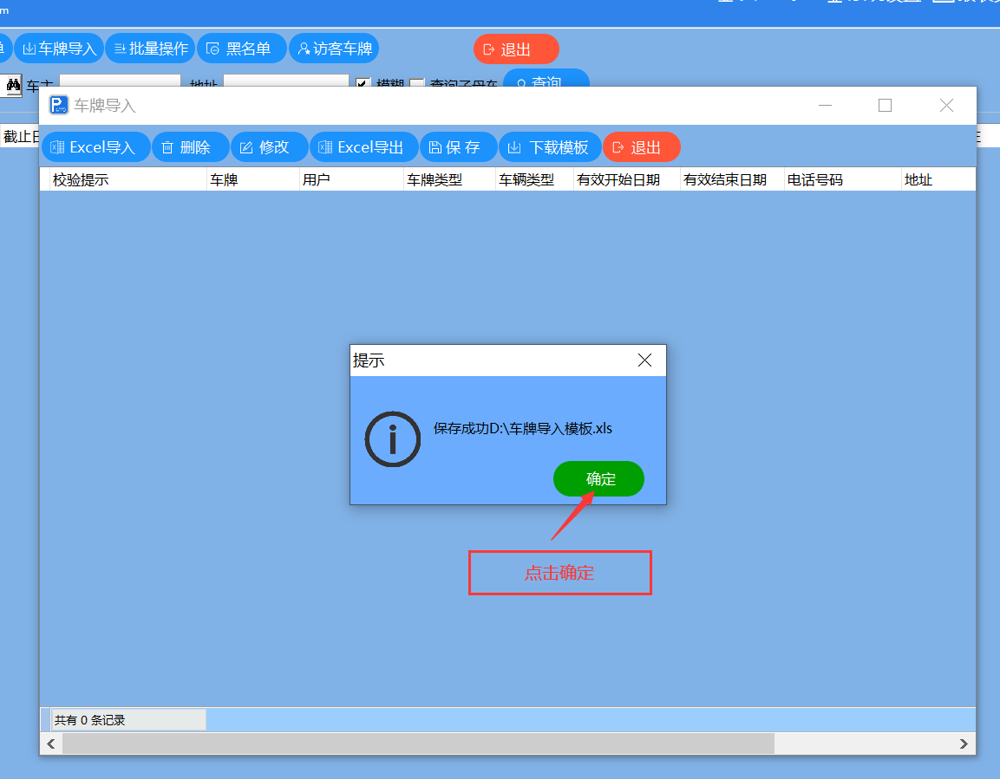 m
车牌导入 批量操作 黑名单 访客车牌 退出
车主 地址 模糊 查询子母车 查询
车牌导入
截止日
Excel导入 删除 修改 Excel导出 保 存 下载模板 退出
校验提示 车牌 用户 车牌类型 车辆类型 有效开始日期 有效结束日期 电话号码 地址
提示
保存成功D:\车牌导入模板.xls
确定
点击确定
共有 0 条记录